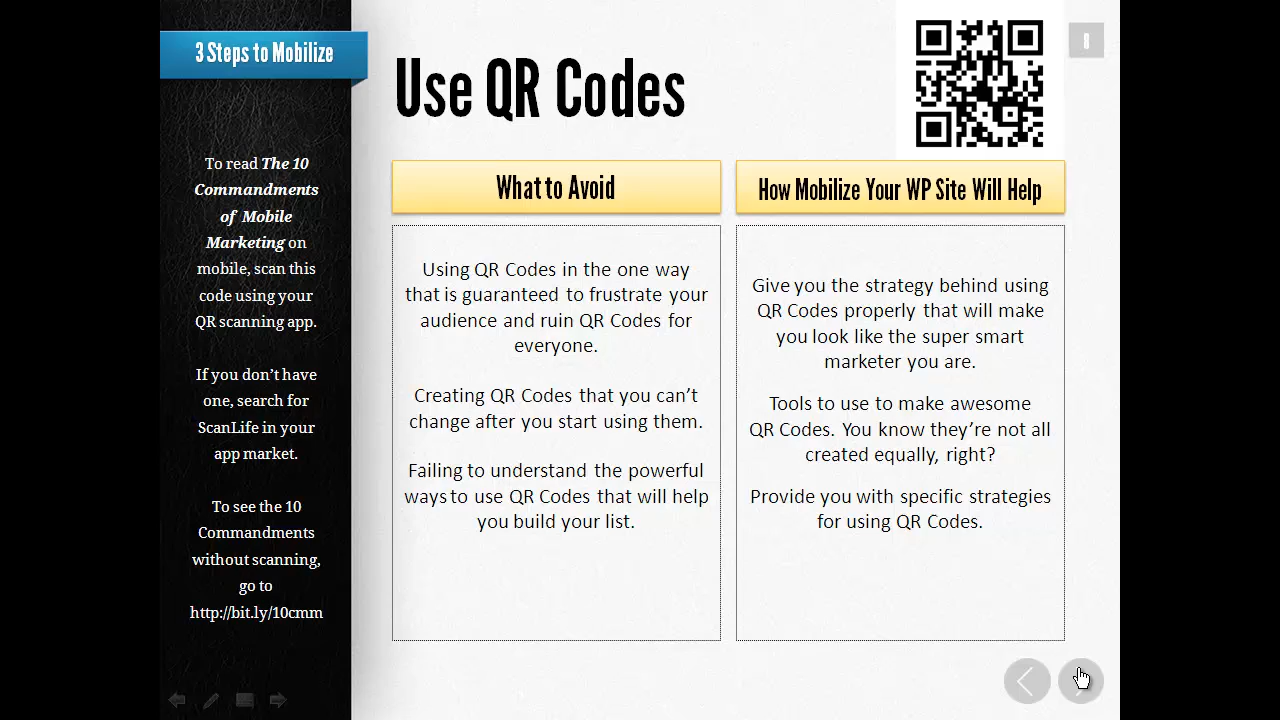 3 Steps to Mobilize
To read The 10
Commandments
of Mobile
Marketing on
mobile, scan this
code using your
QR scanning app.
If you don't have
one, search for
ScanLife in your
app market.
To see the 10
Commandments
without scanning,
go to
http://bit.ly/10cmm
Use QR Codes
8
What to Avoid
Using QR Codes in the one way
that is guaranteed to frustrate your
audience and ruin QR Codes for
everyone.
Creating QR Codes that you can't
change after you start using them.
Failing to understand the powerful
ways to use QR Codes that will help
you build your list.
How Mobilize Your WP Site Will Help
Give you the strategy behind using
QR Codes properly that will make
you look like the super smart
marketer you are.
Tools to use to make awesome
QR Codes. You know they're not all
created equally, right?
Provide you with specific strategies
for using QR Codes.